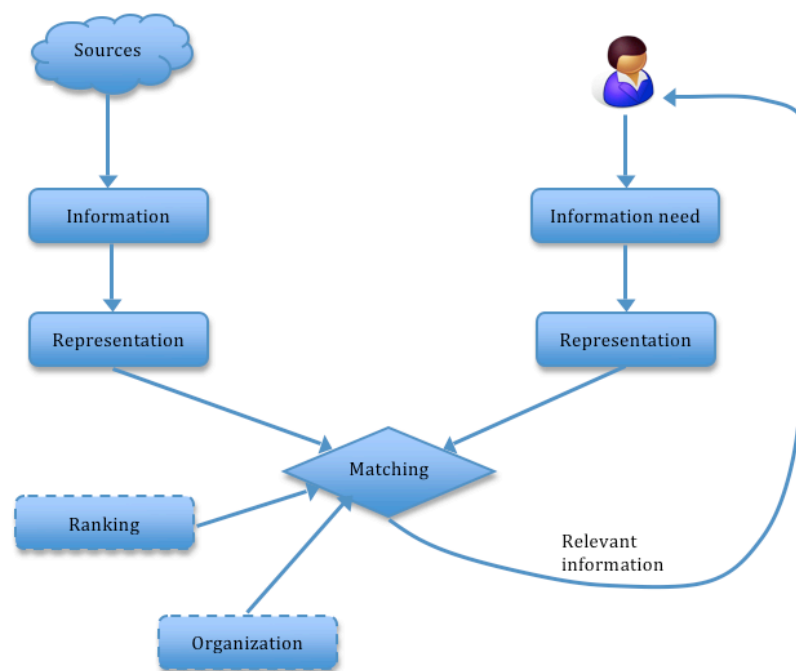 Sources
Information
Information need
Representation
Representation
Matching
Ranking
Relevant
information
Organization